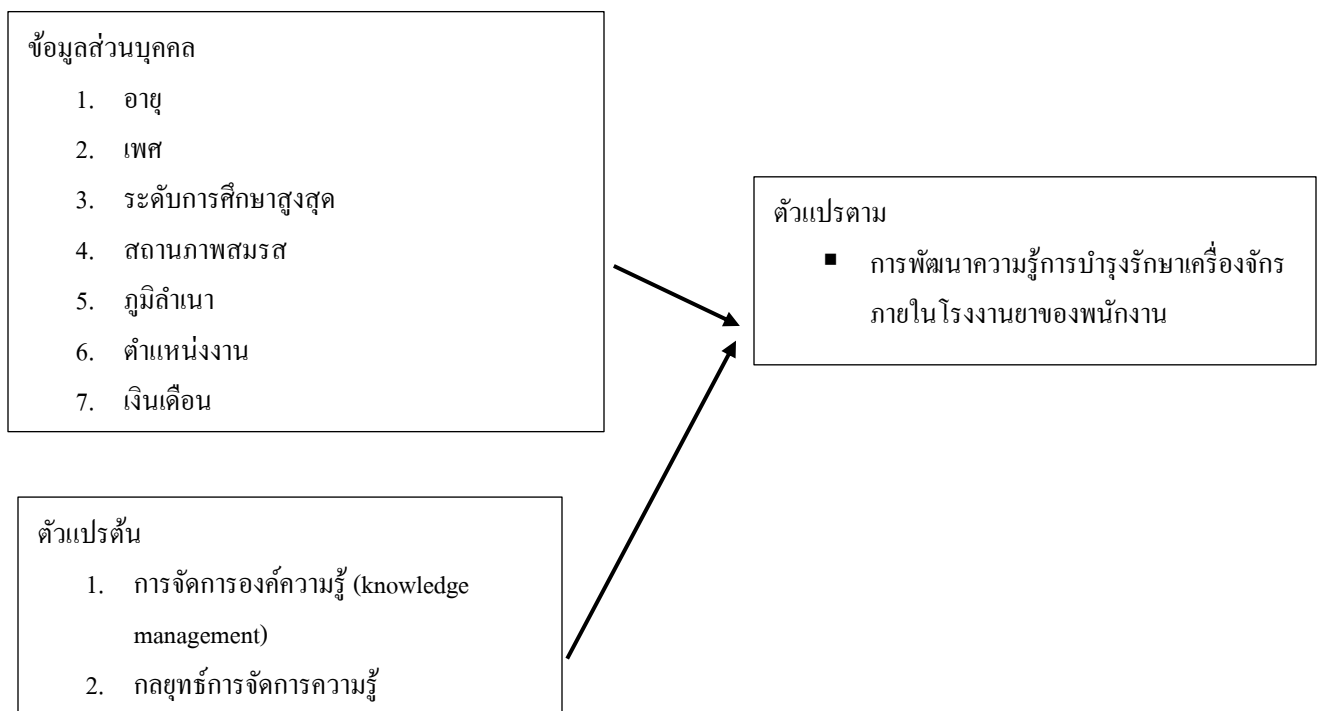 ข้อมูลส่วนบุคคล
1. อายุ
2. เพศ
3. ระดับการศึกษาสูงสุด
4. สถานภาพสมรส
5. ภูมิลำเนา
6. ตำแหน่งงาน
7. เงินเดือน
ตัวแปรตาม
▪ การพัฒนาความรู้การบำรุงรักษาเครื่องจักร
ภายในโรงงานยาของพนักงาน
ตัวแปรต้น
1. การจัดการองค์ความรู้ (knowledge
management)
2. กลยุทธ์การจัดการความรู้